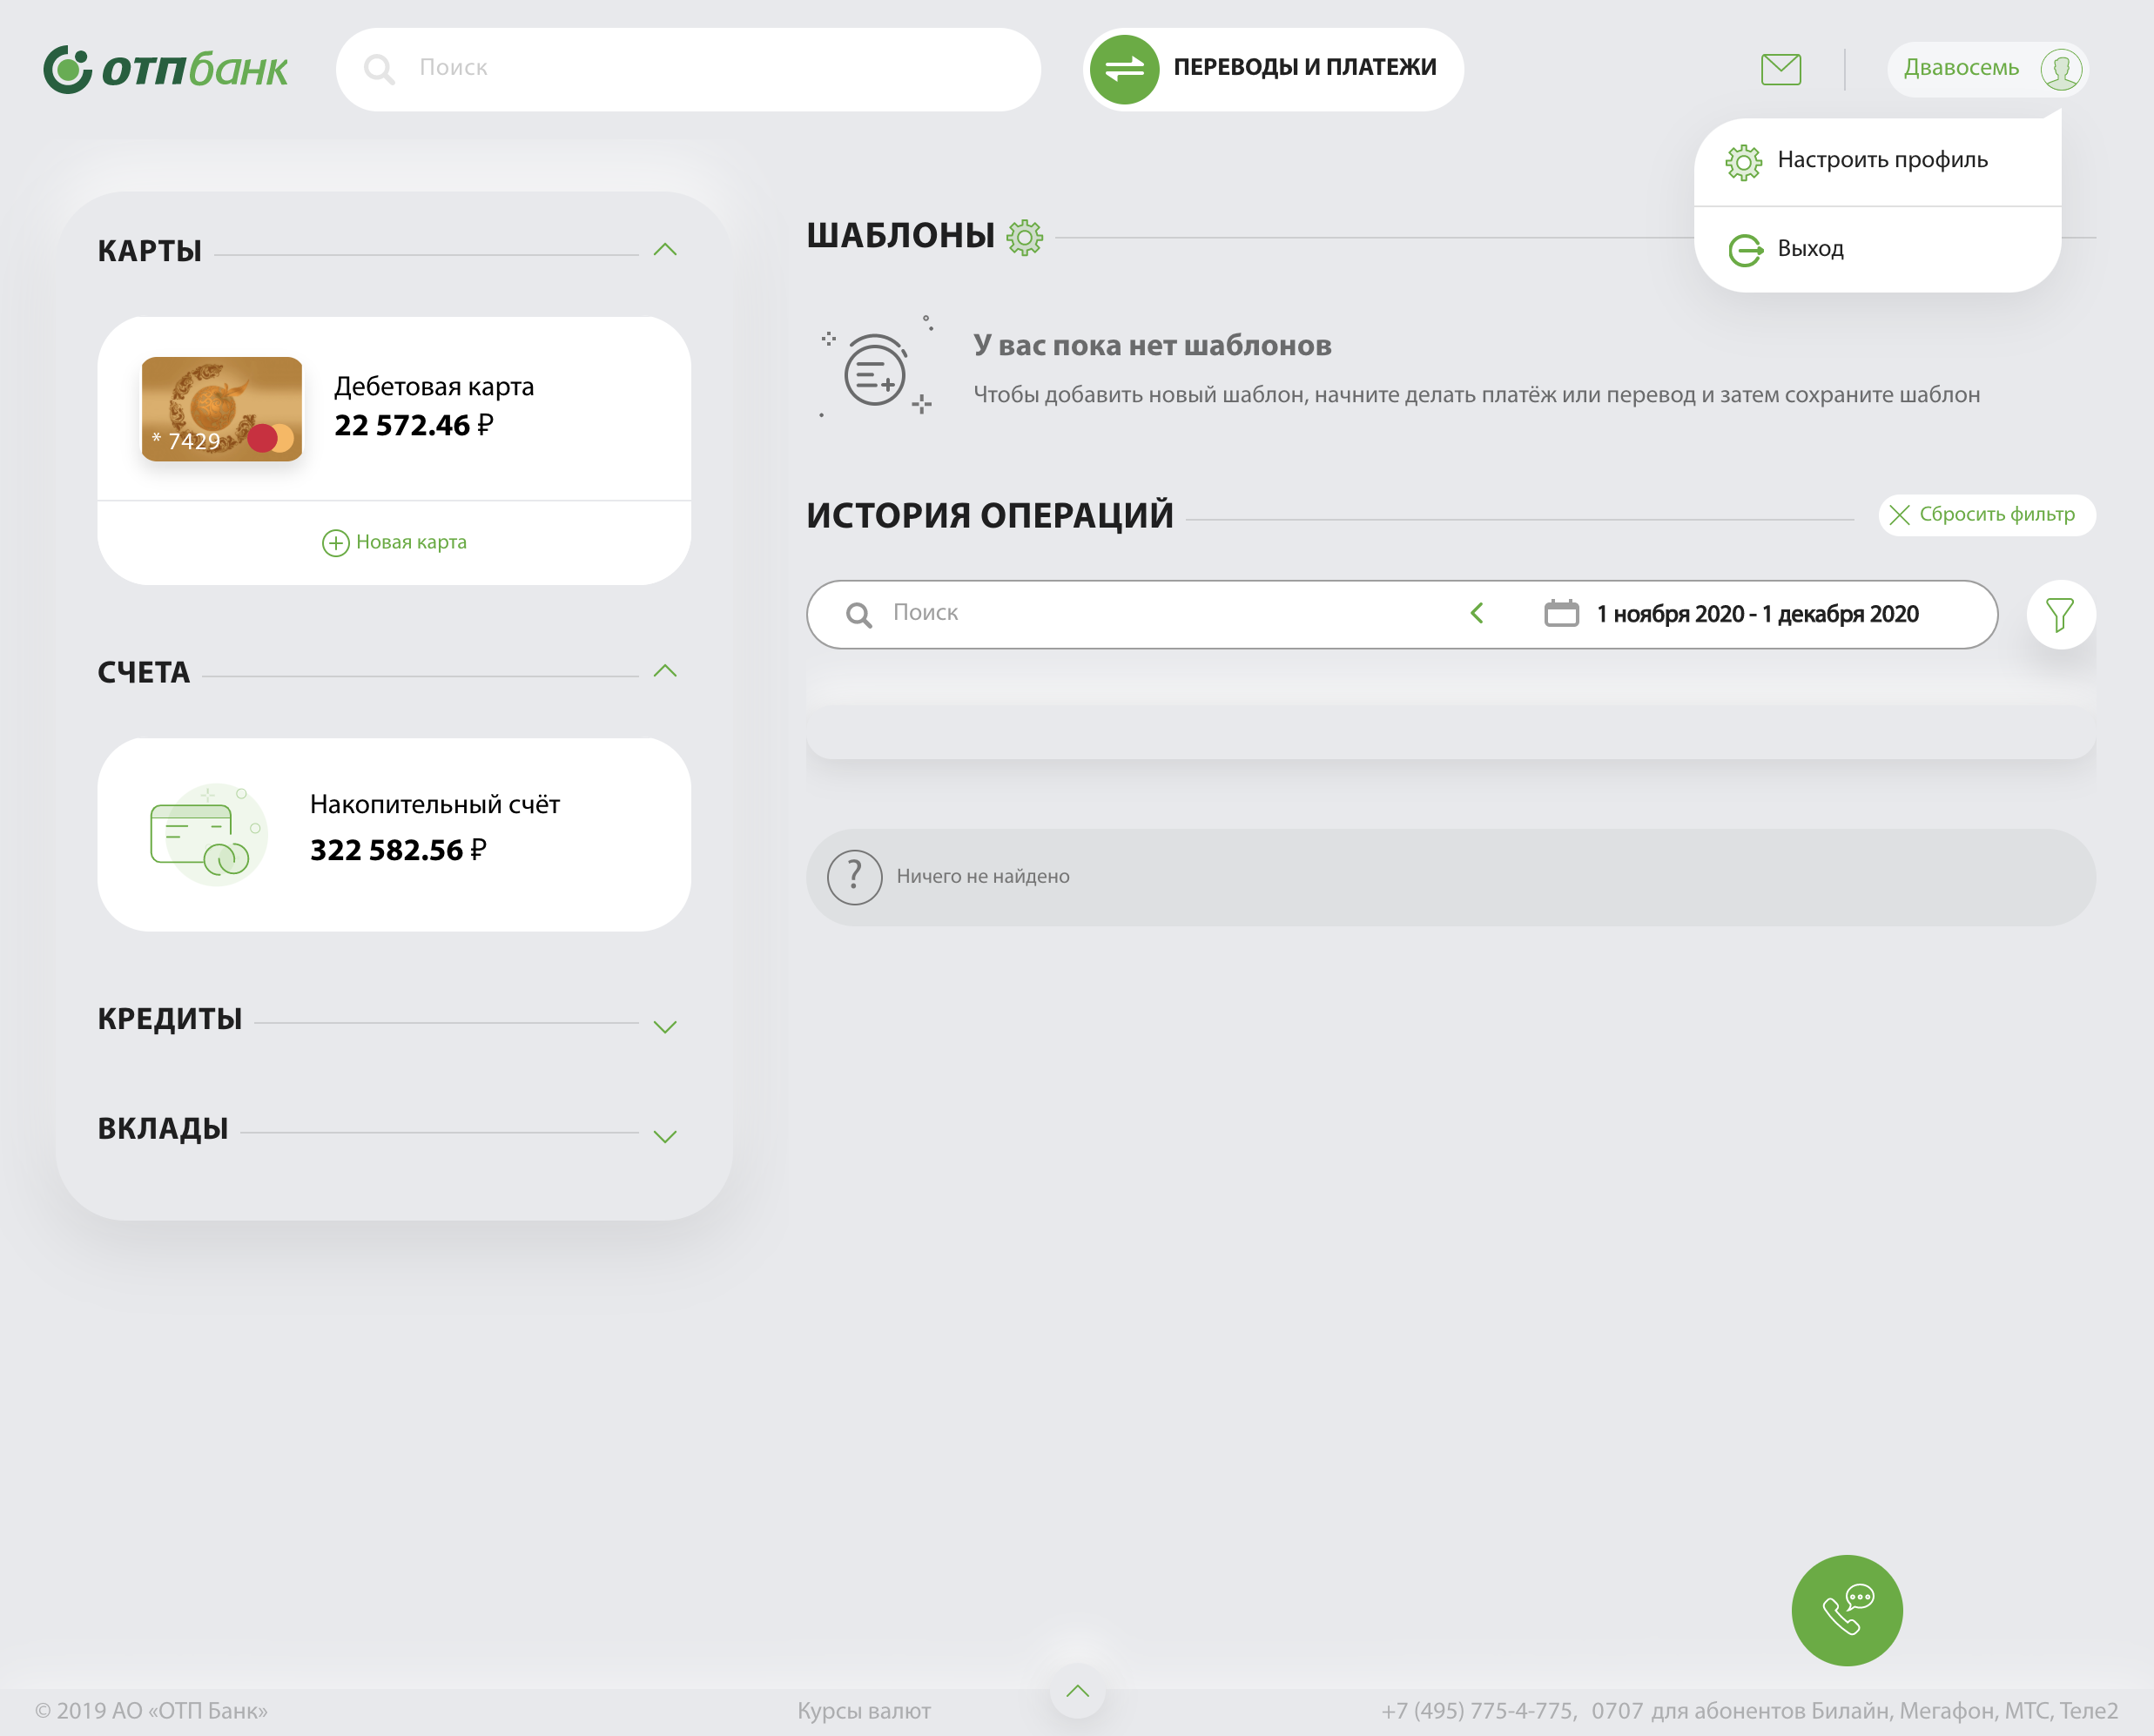 отпбанк
Поиск
ПЕРЕВОДЫ И ПЛАТЕЖИ
Двавосемь
Настроить профиль
Выход
КАРТЫ
* 7429
Дебетовая карта
22 572.46 ₽
Новая карта
СЧЕТА
Накопительный счёт
322 582.56 ₽
КРЕДИТЫ
ВКЛАДЫ
ШАБЛОНЫ
У вас пока нет шаблонов
Чтобы добавить новый шаблон, начните делать платёж или перевод и затем сохраните шаблон
ИСТОРИЯ ОПЕРАЦИЙ
Сбросить фильтр
Поиск
1 ноября 2020 - 1 декабря 2020
? Ничего не найдено
© 2019 АО «ОТП Банк»
Курсы валют
+7 (495) 775-4-775, 0707 для абонентов Билайн, Мегафон, МТС, Теле2